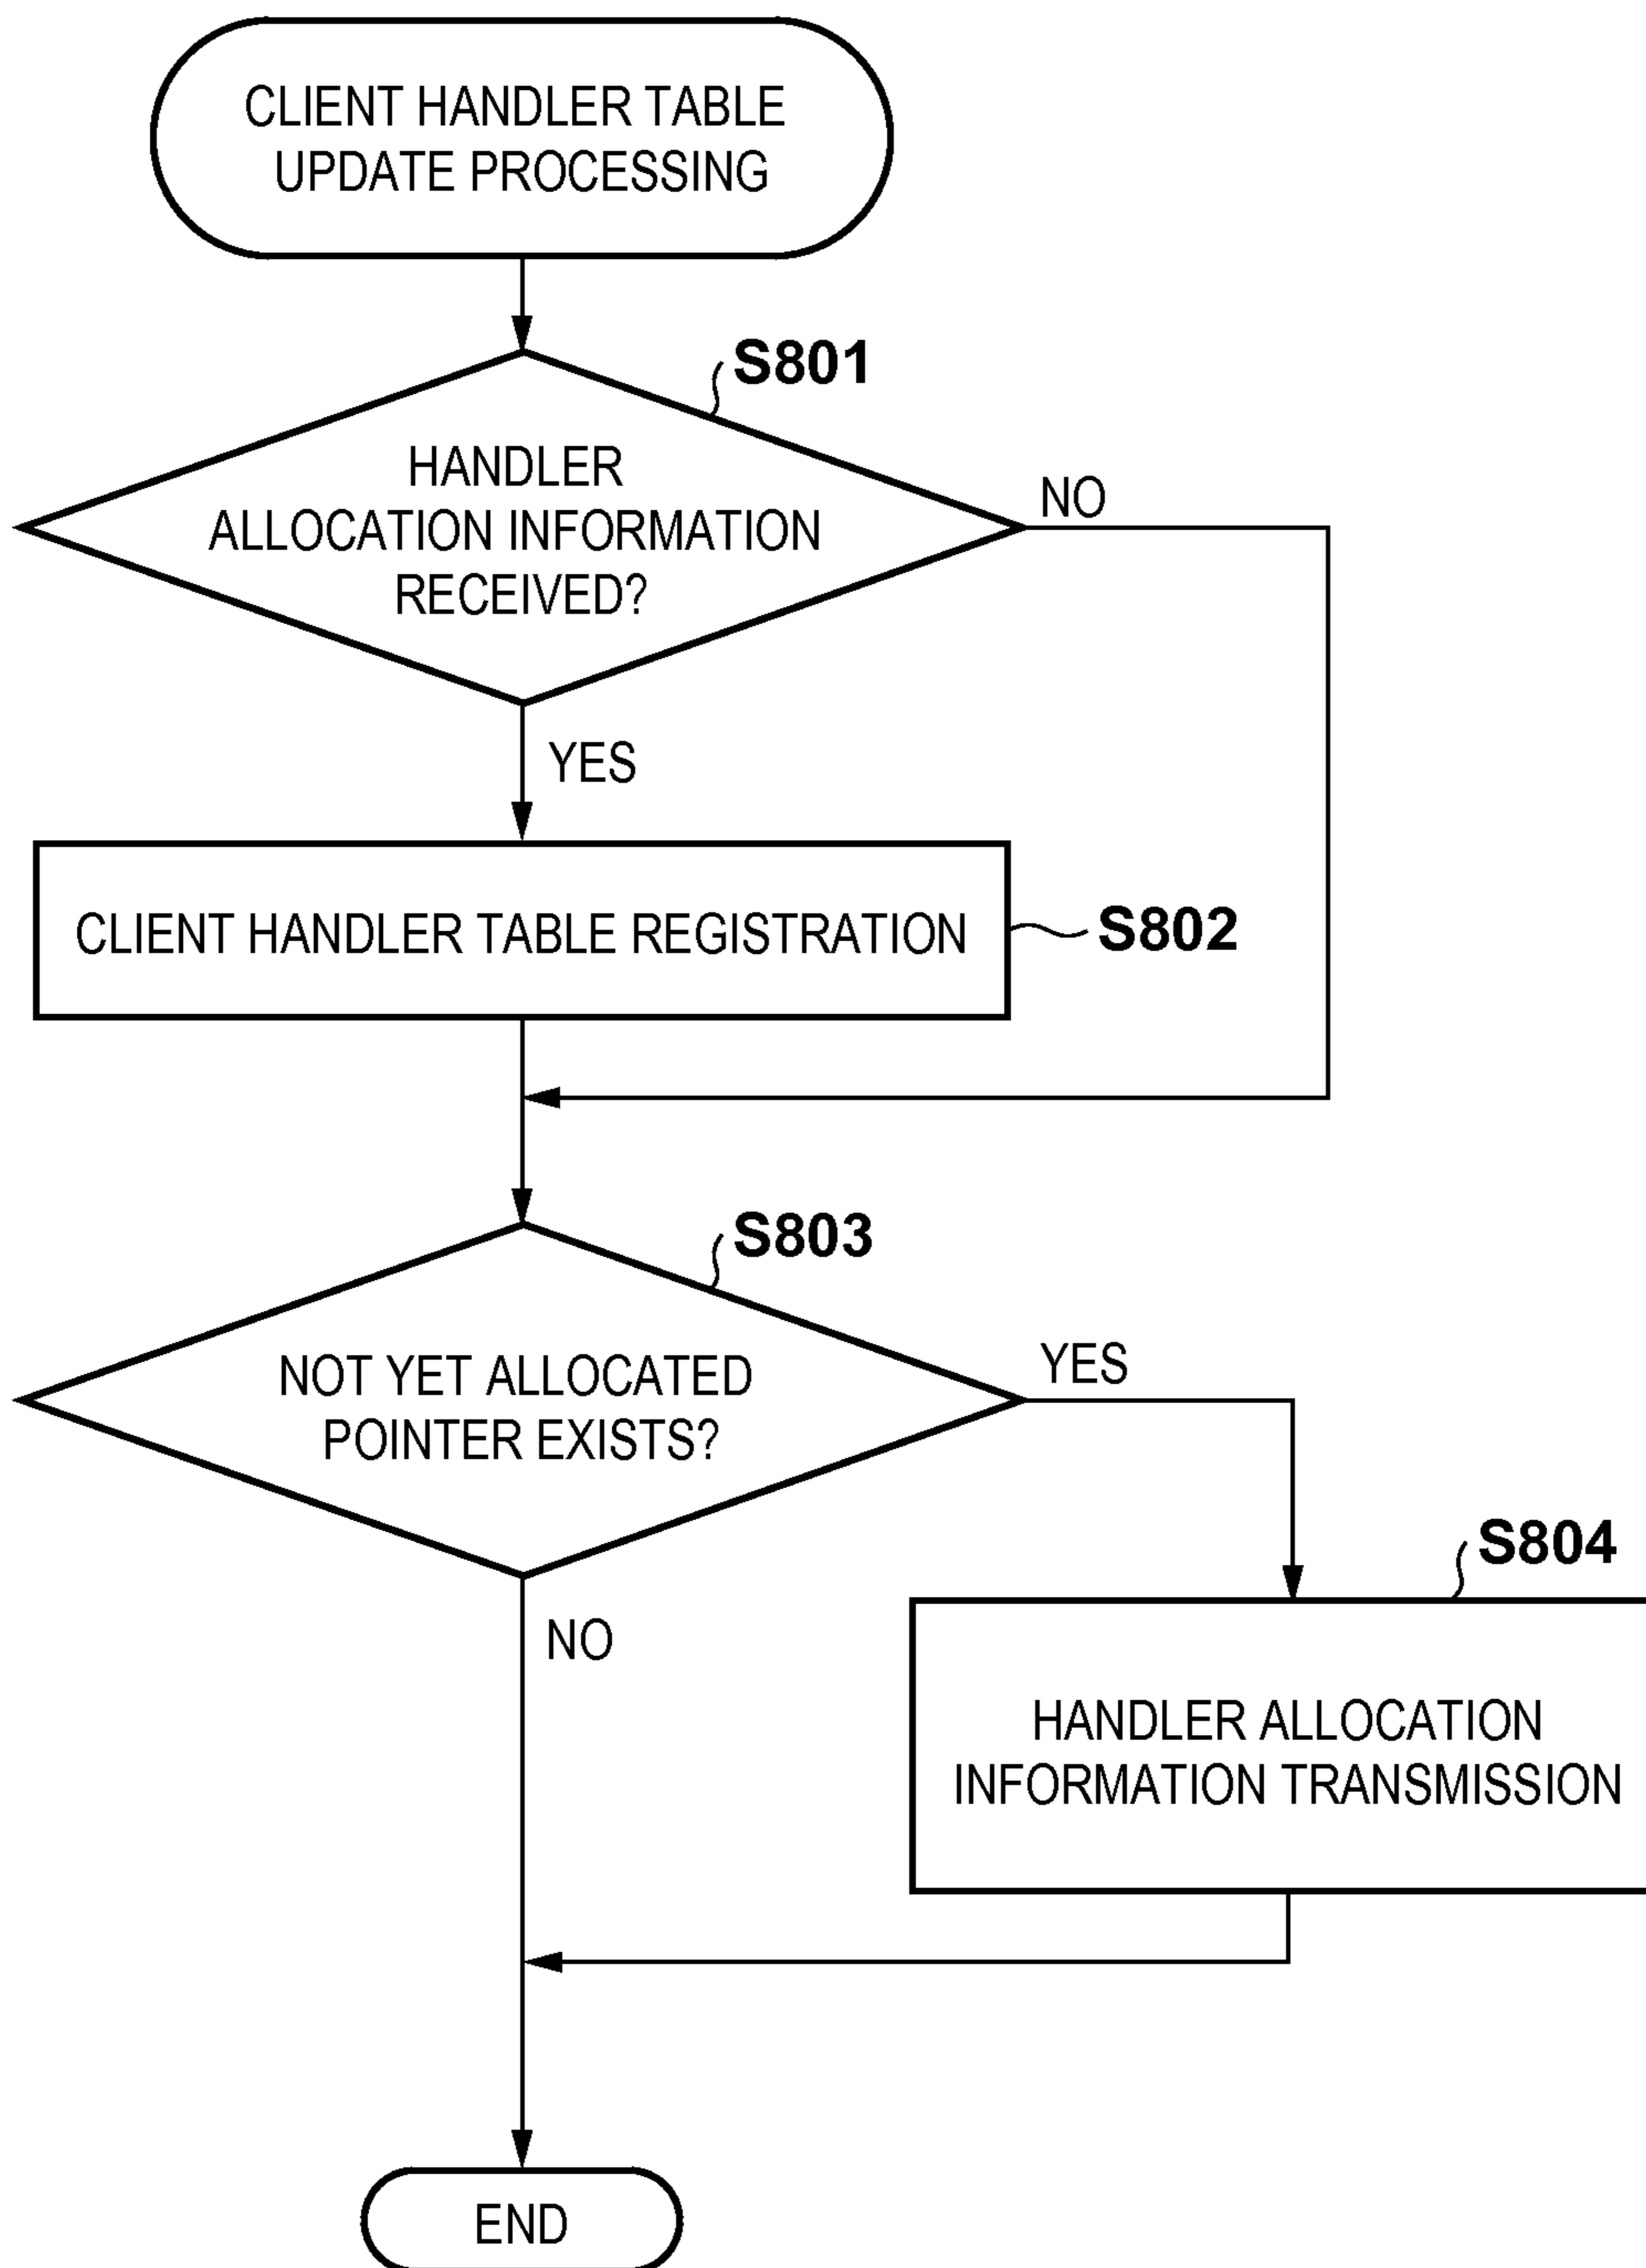 CLIENT HANDLER TABLE
UPDATE PROCESSING
S801
HANDLER
ALLOCATION INFORMATION
RECEIVED?
NO
YES
CLIENT HANDLER TABLE REGISTRATION
S802
S803
NOT YET ALLOCATED
POINTER EXISTS?
YES
NO
S804
HANDLER ALLOCATION
INFORMATION TRANSMISSION
END